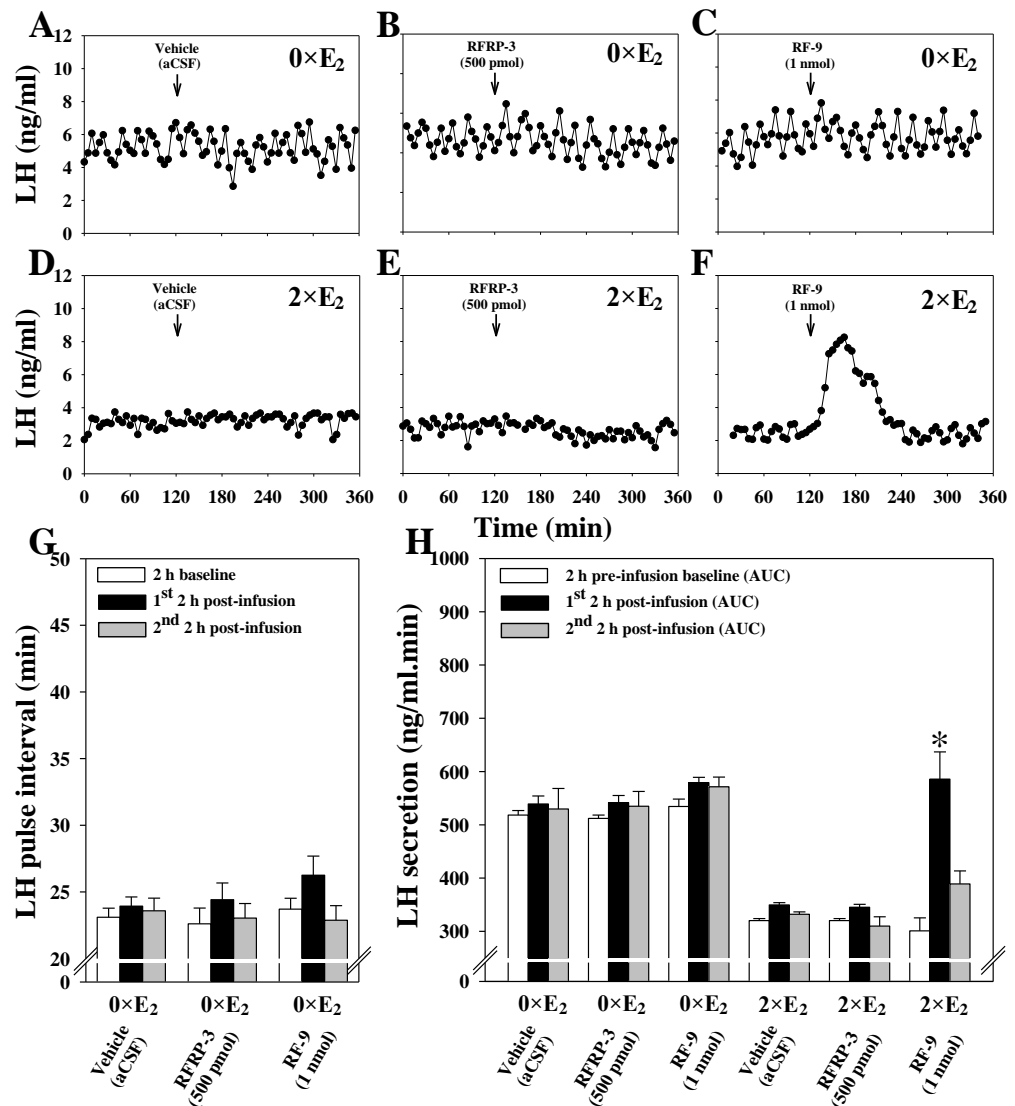 A
B
C
Vehicle
(aCSF)
0×E2
RFRP-3
(500 pmol)
0×E2
RF-9
(1 nmol)
0×E2
LH (ng/ml)
12
10
8
6
4
2
0
D
E
F
Vehicle
(aCSF)
2×E2
RFRP-3
(500 pmol)
2×E2
RF-9
(1 nmol)
2×E2
LH (ng/ml)
12
10
8
6
4
2
0
0 60 120 180 240 300 360
0 60 120 180 240 300 360
0 60 120 180 240 300 360
Time (min)
G
LH pulse interval (min)
50
45
40
35
30
25
20
0
2 h baseline
1st 2 h post-infusion
2nd 2 h post-infusion
0×E2 0×E2 0×E2
Vehicle
(aCSF)
RFRP-3
(500 pmol)
RF-9
(1 nmol)
H
LH secretion (ng/ml.min)
1000
900
800
700
600
500
400
300
0
2 h pre-infusion baseline (AUC)
1st 2 h post-infusion (AUC)
2nd 2 h post-infusion (AUC)
*
0×E2 0×E2 0×E2 2×E2 2×E2 2×E2
Vehicle
(aCSF)
RFRP-3
(500 pmol)
RF-9
(1 nmol)
Vehicle
(aCSF)
RFRP-3
(500 pmol)
RF-9
(1 nmol)